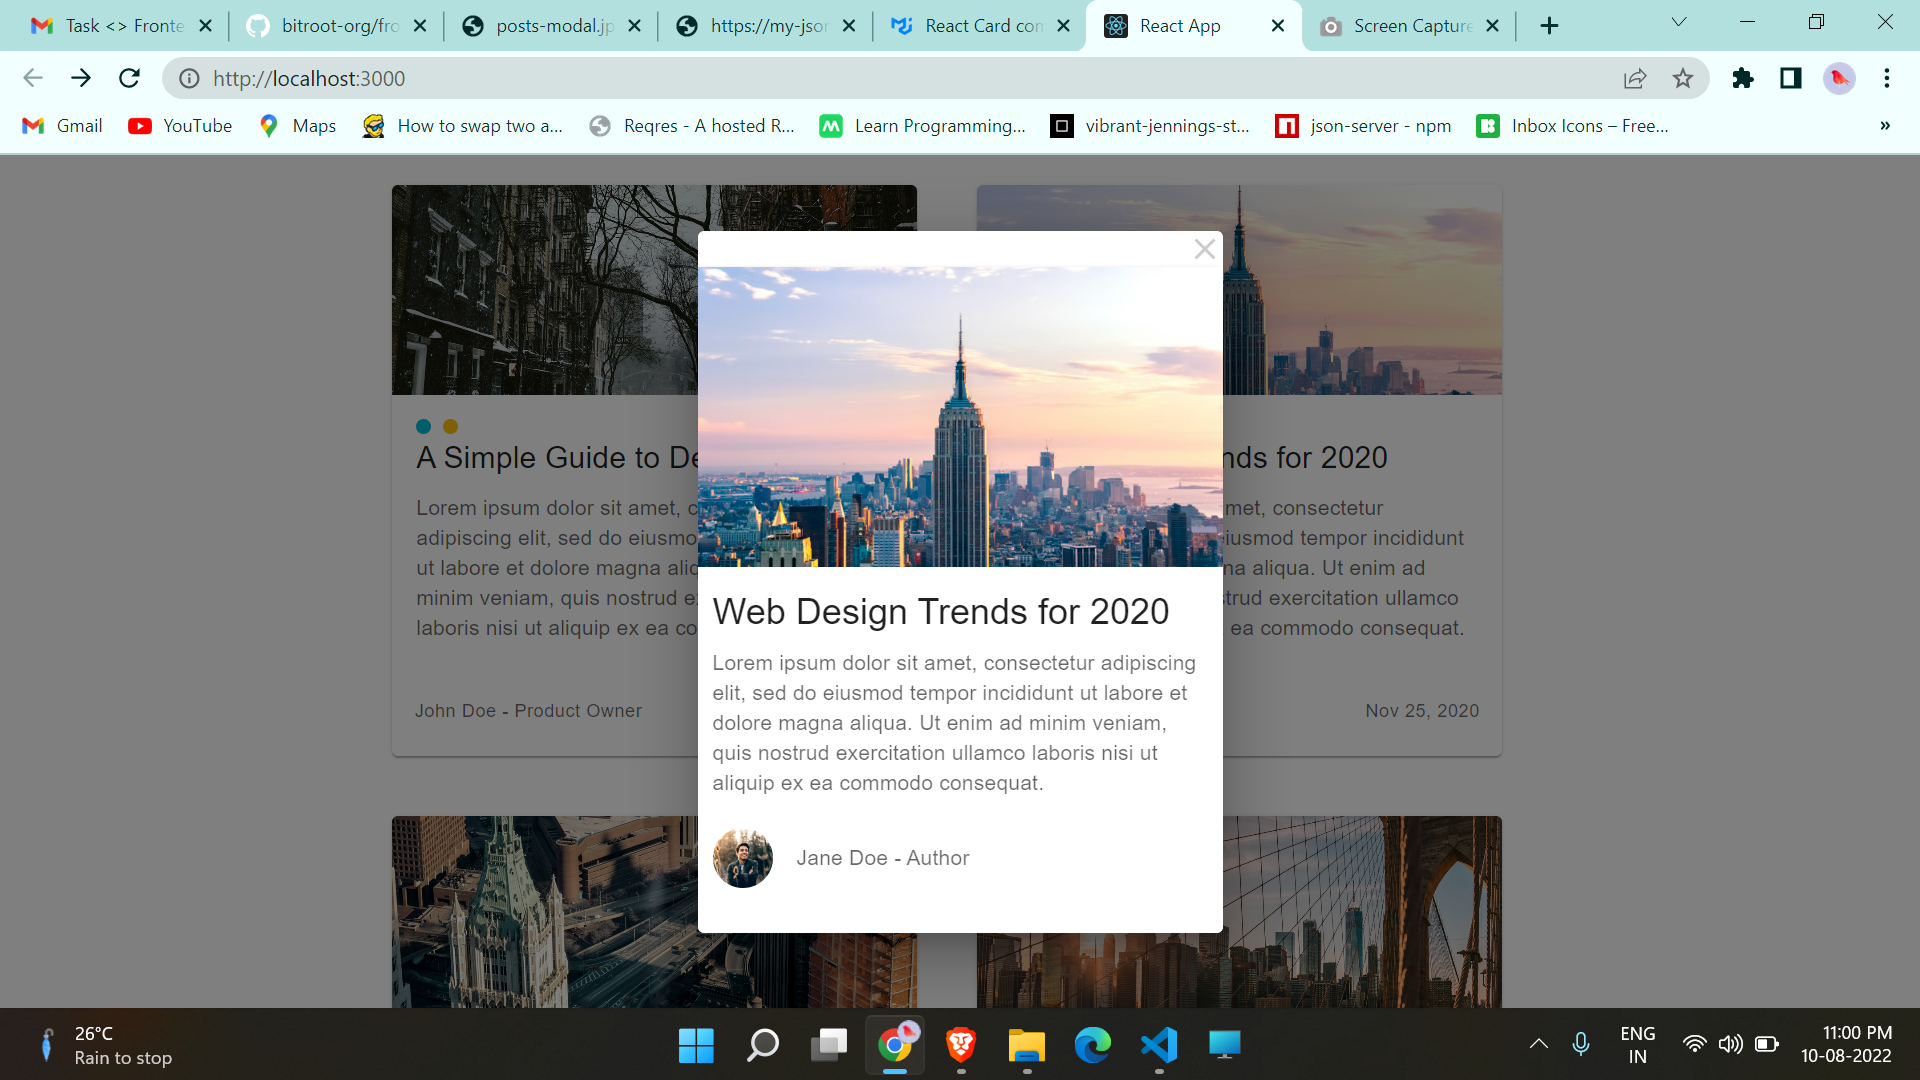 Task <> Fronte
bitroot-org/fro
posts-modal.jp
https://my-jsor
React Card con
React App
Screen Capture
http://localhost:3000
Gmail
YouTube
Maps
How to swap two a...
Reqres - A hosted R...
Learn Programming...
vibrant-jennings-st...
json-server - npm
Inbox Icons – Free...
»
A Simple Guide to De
Lorem ipsum dolor sit amet, c
adipiscing elit, sed do eiusmo
ut labore et dolore magna aliq
minim veniam, quis nostrud e
laboris nisi ut aliquip ex ea co
John Doe - Product Owner
nds for 2020
met, consectetur
iusmod tempor incididunt
na aliqua. Ut enim ad
trud exercitation ullamco
ea commodo consequat.
Nov 25, 2020
Web Design Trends for 2020
Lorem ipsum dolor sit amet, consectetur adipiscing
elit, sed do eiusmod tempor incididunt ut labore et
dolore magna aliqua. Ut enim ad minim veniam,
quis nostrud exercitation ullamco laboris nisi ut
aliquip ex ea commodo consequat.
Jane Doe - Author
26°C
Rain to stop
ENG
IN
11:00 PM
10-08-2022